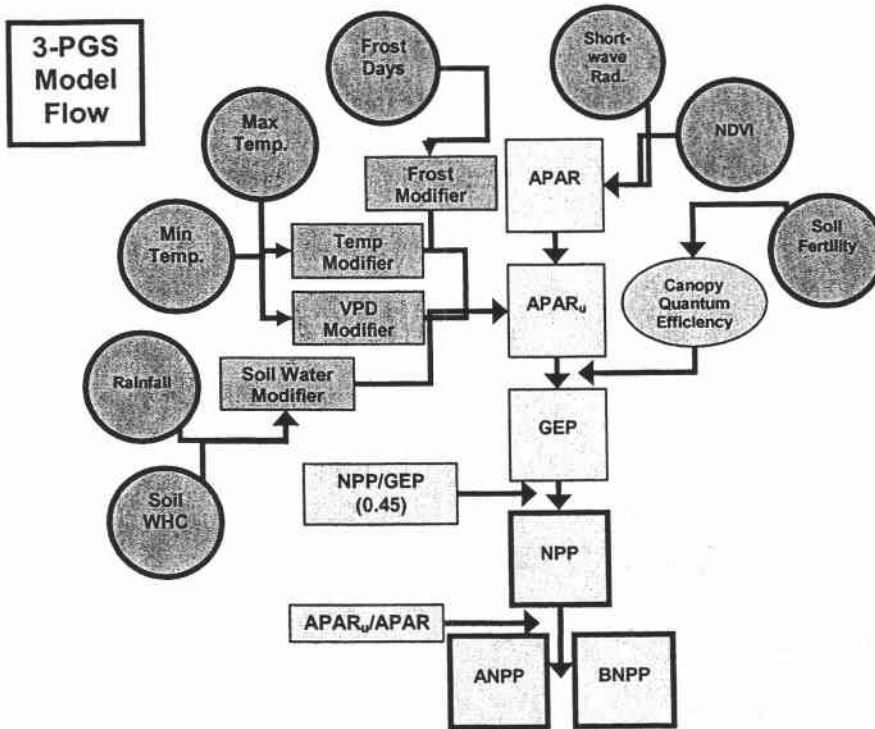 3-PGS
Model
Flow
Frost
Days
Short-
wave
Rad.
Max
Temp.
NDVI
Frost
Modifier
APAR
Min
Temp.
Temp
Modifier
Soil
Fertility
VPD
Modifier
APARᵤ
Canopy
Quantum
Efficiency
Rainfall
Soil Water
Modifier
GEP
Soil
WHC
NPP/GEP
(0.45)
NPP
APARᵤ/APAR
ANPP
BNPP